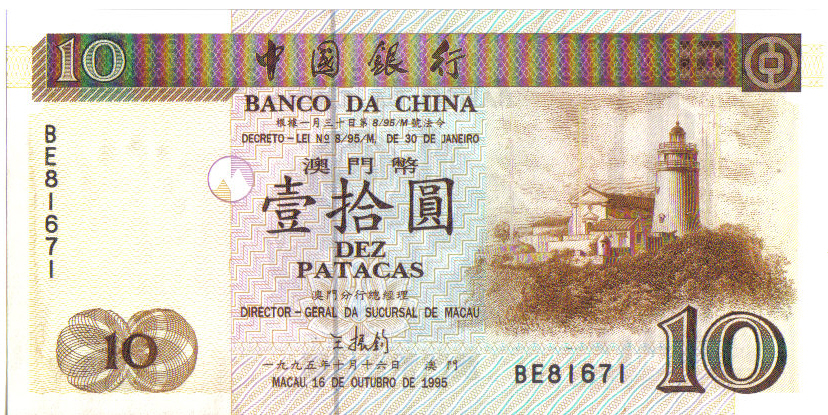 10 中國銀行
BANCO DA CHINA
根據一月三十日第8/95/M號法令
DECRETO-LEI Nº 8/95/M, DE 30 DE JANEIRO
澳門幣
壹拾圓
DEZ
PATACAS
澳門分行總經理
DIRECTOR-GERAL DA SUCURSAL DE MACAU
王振鈞
一九九五年十月十六日 澳門
MACAU, 16 DE OUTUBRO DE 1995
BE81671
10
BE81671
10